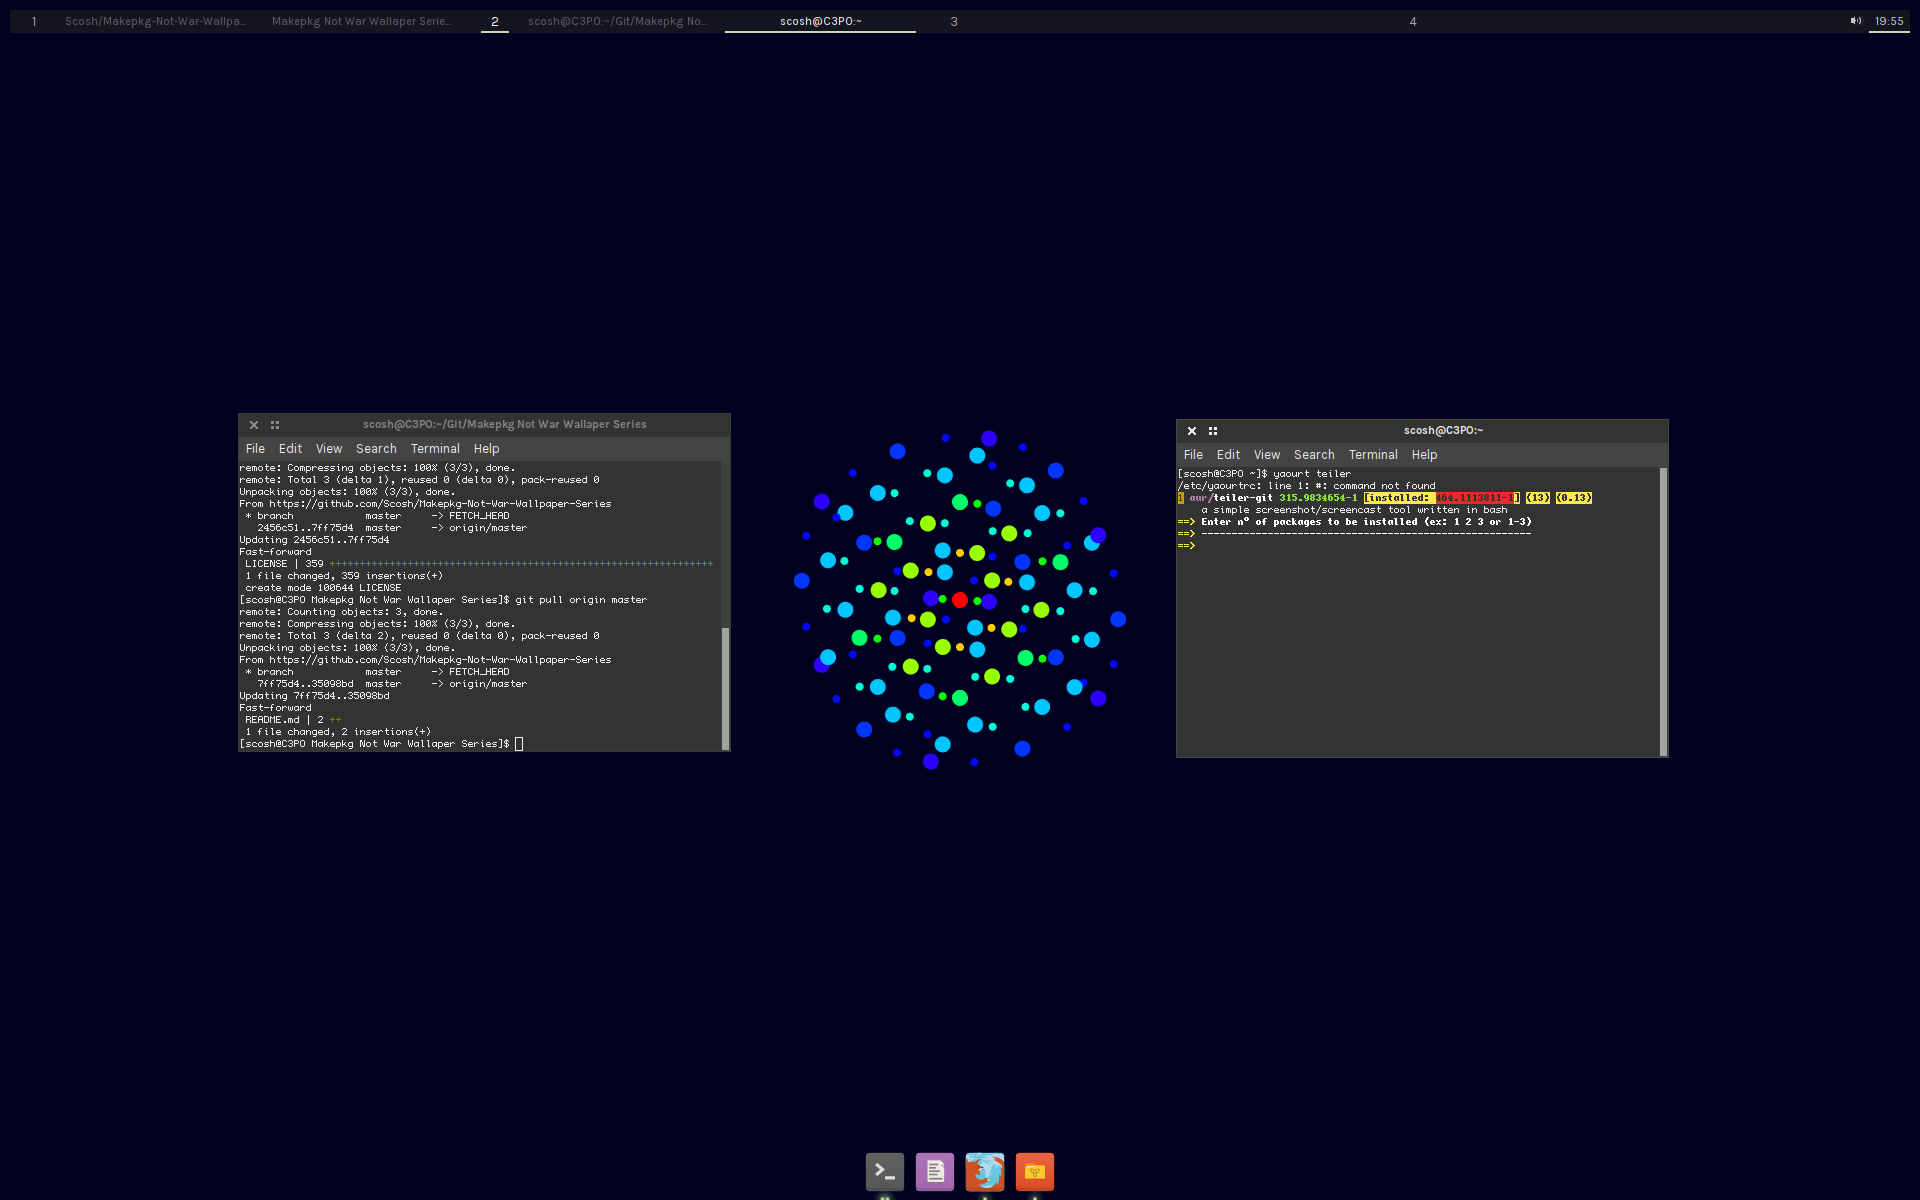 1 Scosh/Makepkg-Not-War-Wallpa... Makepkg Not War Wallaper Serie... 2 scosh@C3PO:~/Git/Makepkg No... scosh@C3PO:~ 3 4 19:55
scosh@C3PO:~/Git/Makepkg Not War Wallaper Series
File Edit View Search Terminal Help
remote: Compressing objects: 100% (3/3), done.
remote: Total 3 (delta 1), reused 0 (delta 0), pack-reused 0
Unpacking objects: 100% (3/3), done.
From https://github.com/Scosh/Makepkg-Not-War-Wallpaper-Series
 * branch            master     -> FETCH_HEAD
   2456c51..7ff75d4  master     -> origin/master
Updating 2456c51..7ff75d4
Fast-forward
 LICENSE | 359 ++++++++++++++++++++++++++++++++++++++++++++++++++++++++++++++++
 1 file changed, 359 insertions(+)
 create mode 100644 LICENSE
[scosh@C3PO Makepkg Not War Wallaper Series]$ git pull origin master
remote: Counting objects: 3, done.
remote: Compressing objects: 100% (3/3), done.
remote: Total 3 (delta 2), reused 0 (delta 0), pack-reused 0
Unpacking objects: 100% (3/3), done.
From https://github.com/Scosh/Makepkg-Not-War-Wallpaper-Series
 * branch            master     -> FETCH_HEAD
   7ff75d4..35098bd  master     -> origin/master
Updating 7ff75d4..35098bd
Fast-forward
 README.md | 2 ++
 1 file changed, 2 insertions(+)
[scosh@C3PO Makepkg Not War Wallaper Series]$
scosh@C3PO:~
File Edit View Search Terminal Help
[scosh@C3PO ~]$ yaourt teiler
/etc/yaourtrc: line 1: #: command not found
1 aur/teiler-git 315.9834654-1 [installed: 464.1113811-1] (13) (0.13)
    a simple screenshot/screencast tool written in bash
==> Enter n° of packages to be installed (ex: 1 2 3 or 1-3)
==> -------------------------------------------------------
==>